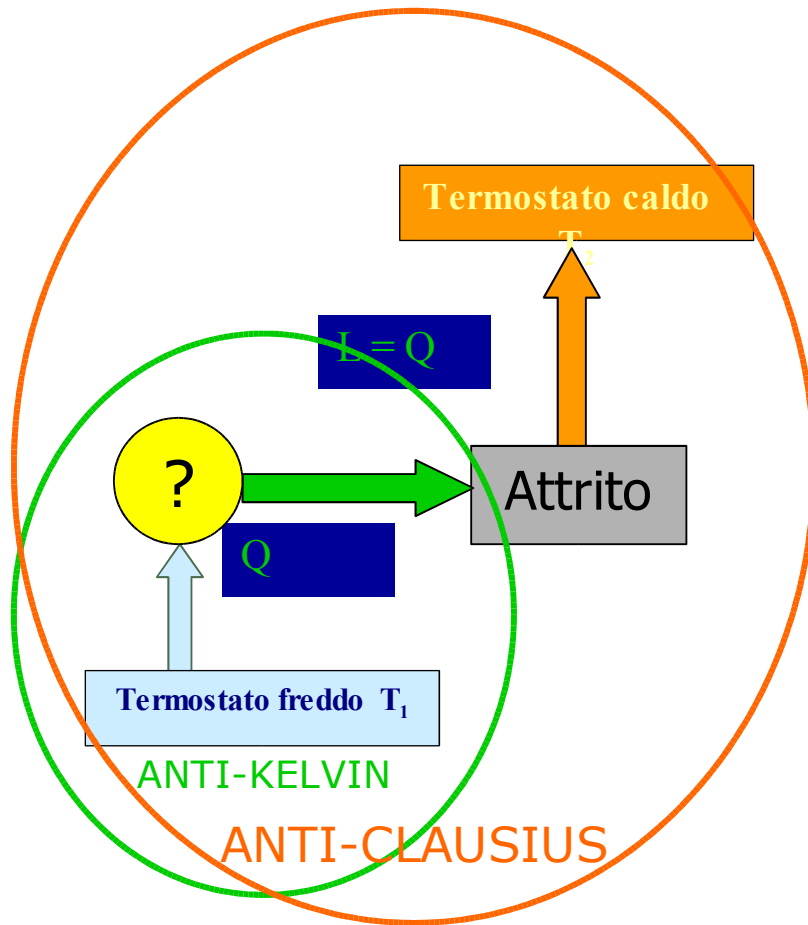 Termostato caldo
T2
L = Q
?
Attrito
Q
Termostato freddo T1
ANTI-KELVIN
ANTI-CLAUSIUS